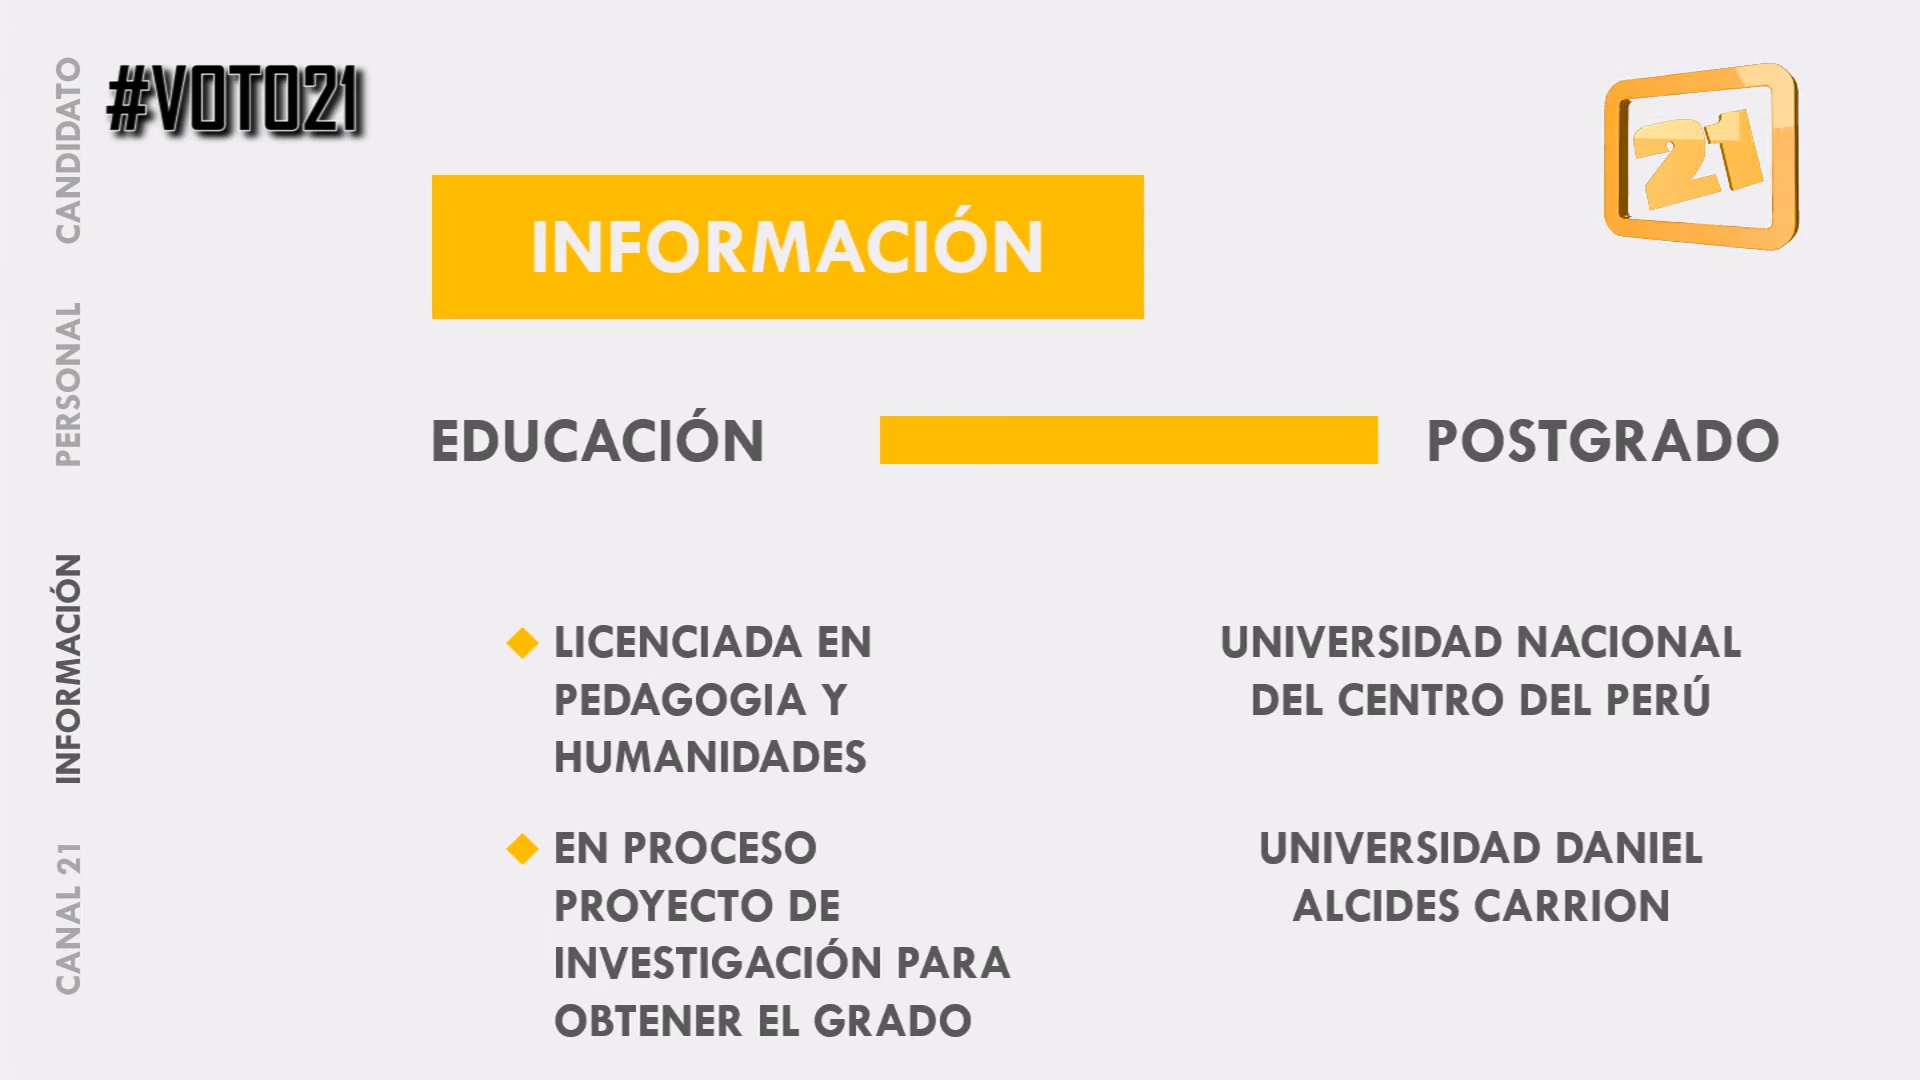 #VOTO21
21
CANDIDATO
PERSONAL
INFORMACIÓN
CANAL 21
INFORMACIÓN
EDUCACIÓN
POSTGRADO
LICENCIADA EN
PEDAGOGIA Y
HUMANIDADES
UNIVERSIDAD NACIONAL
DEL CENTRO DEL PERÚ
EN PROCESO
PROYECTO DE
INVESTIGACIÓN PARA
OBTENER EL GRADO
UNIVERSIDAD DANIEL
ALCIDES CARRION